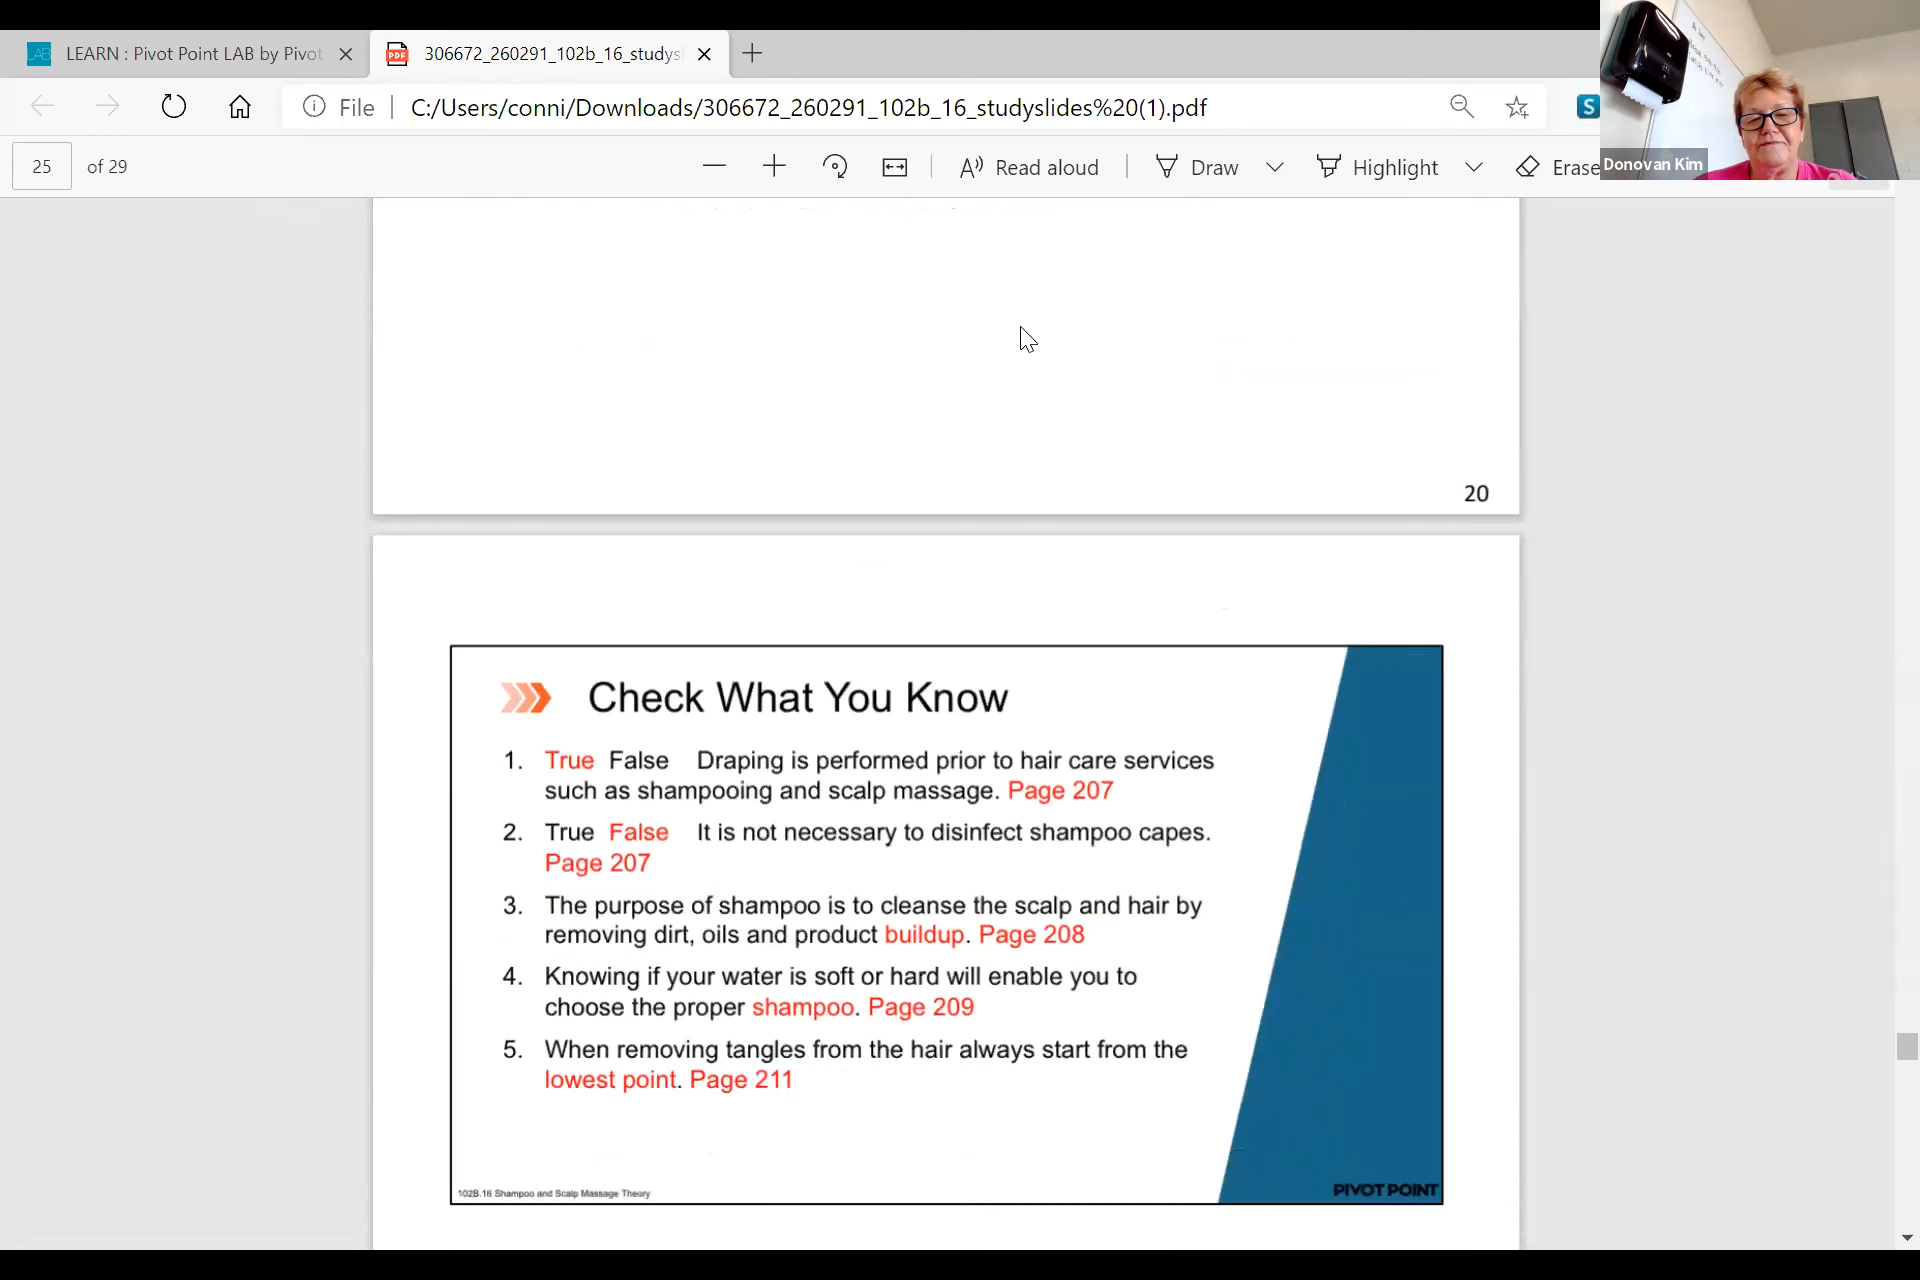 LAB LEARN : Pivot Point LAB by Pivot
PDF 306672_260291_102b_16_studys
File C:/Users/conni/Downloads/306672_260291_102b_16_studyslides%20(1).pdf S
25 of 29 Read aloud Draw Highlight Erase
Donovan Kim
20
Check What You Know
1. True False Draping is performed prior to hair care services
such as shampooing and scalp massage. Page 207
2. True False It is not necessary to disinfect shampoo capes.
Page 207
3. The purpose of shampoo is to cleanse the scalp and hair by
removing dirt, oils and product buildup. Page 208
4. Knowing if your water is soft or hard will enable you to
choose the proper shampoo. Page 209
5. When removing tangles from the hair always start from the
lowest point. Page 211
102B.16 Shampoo and Scalp Massage Theory
PIVOT POINT